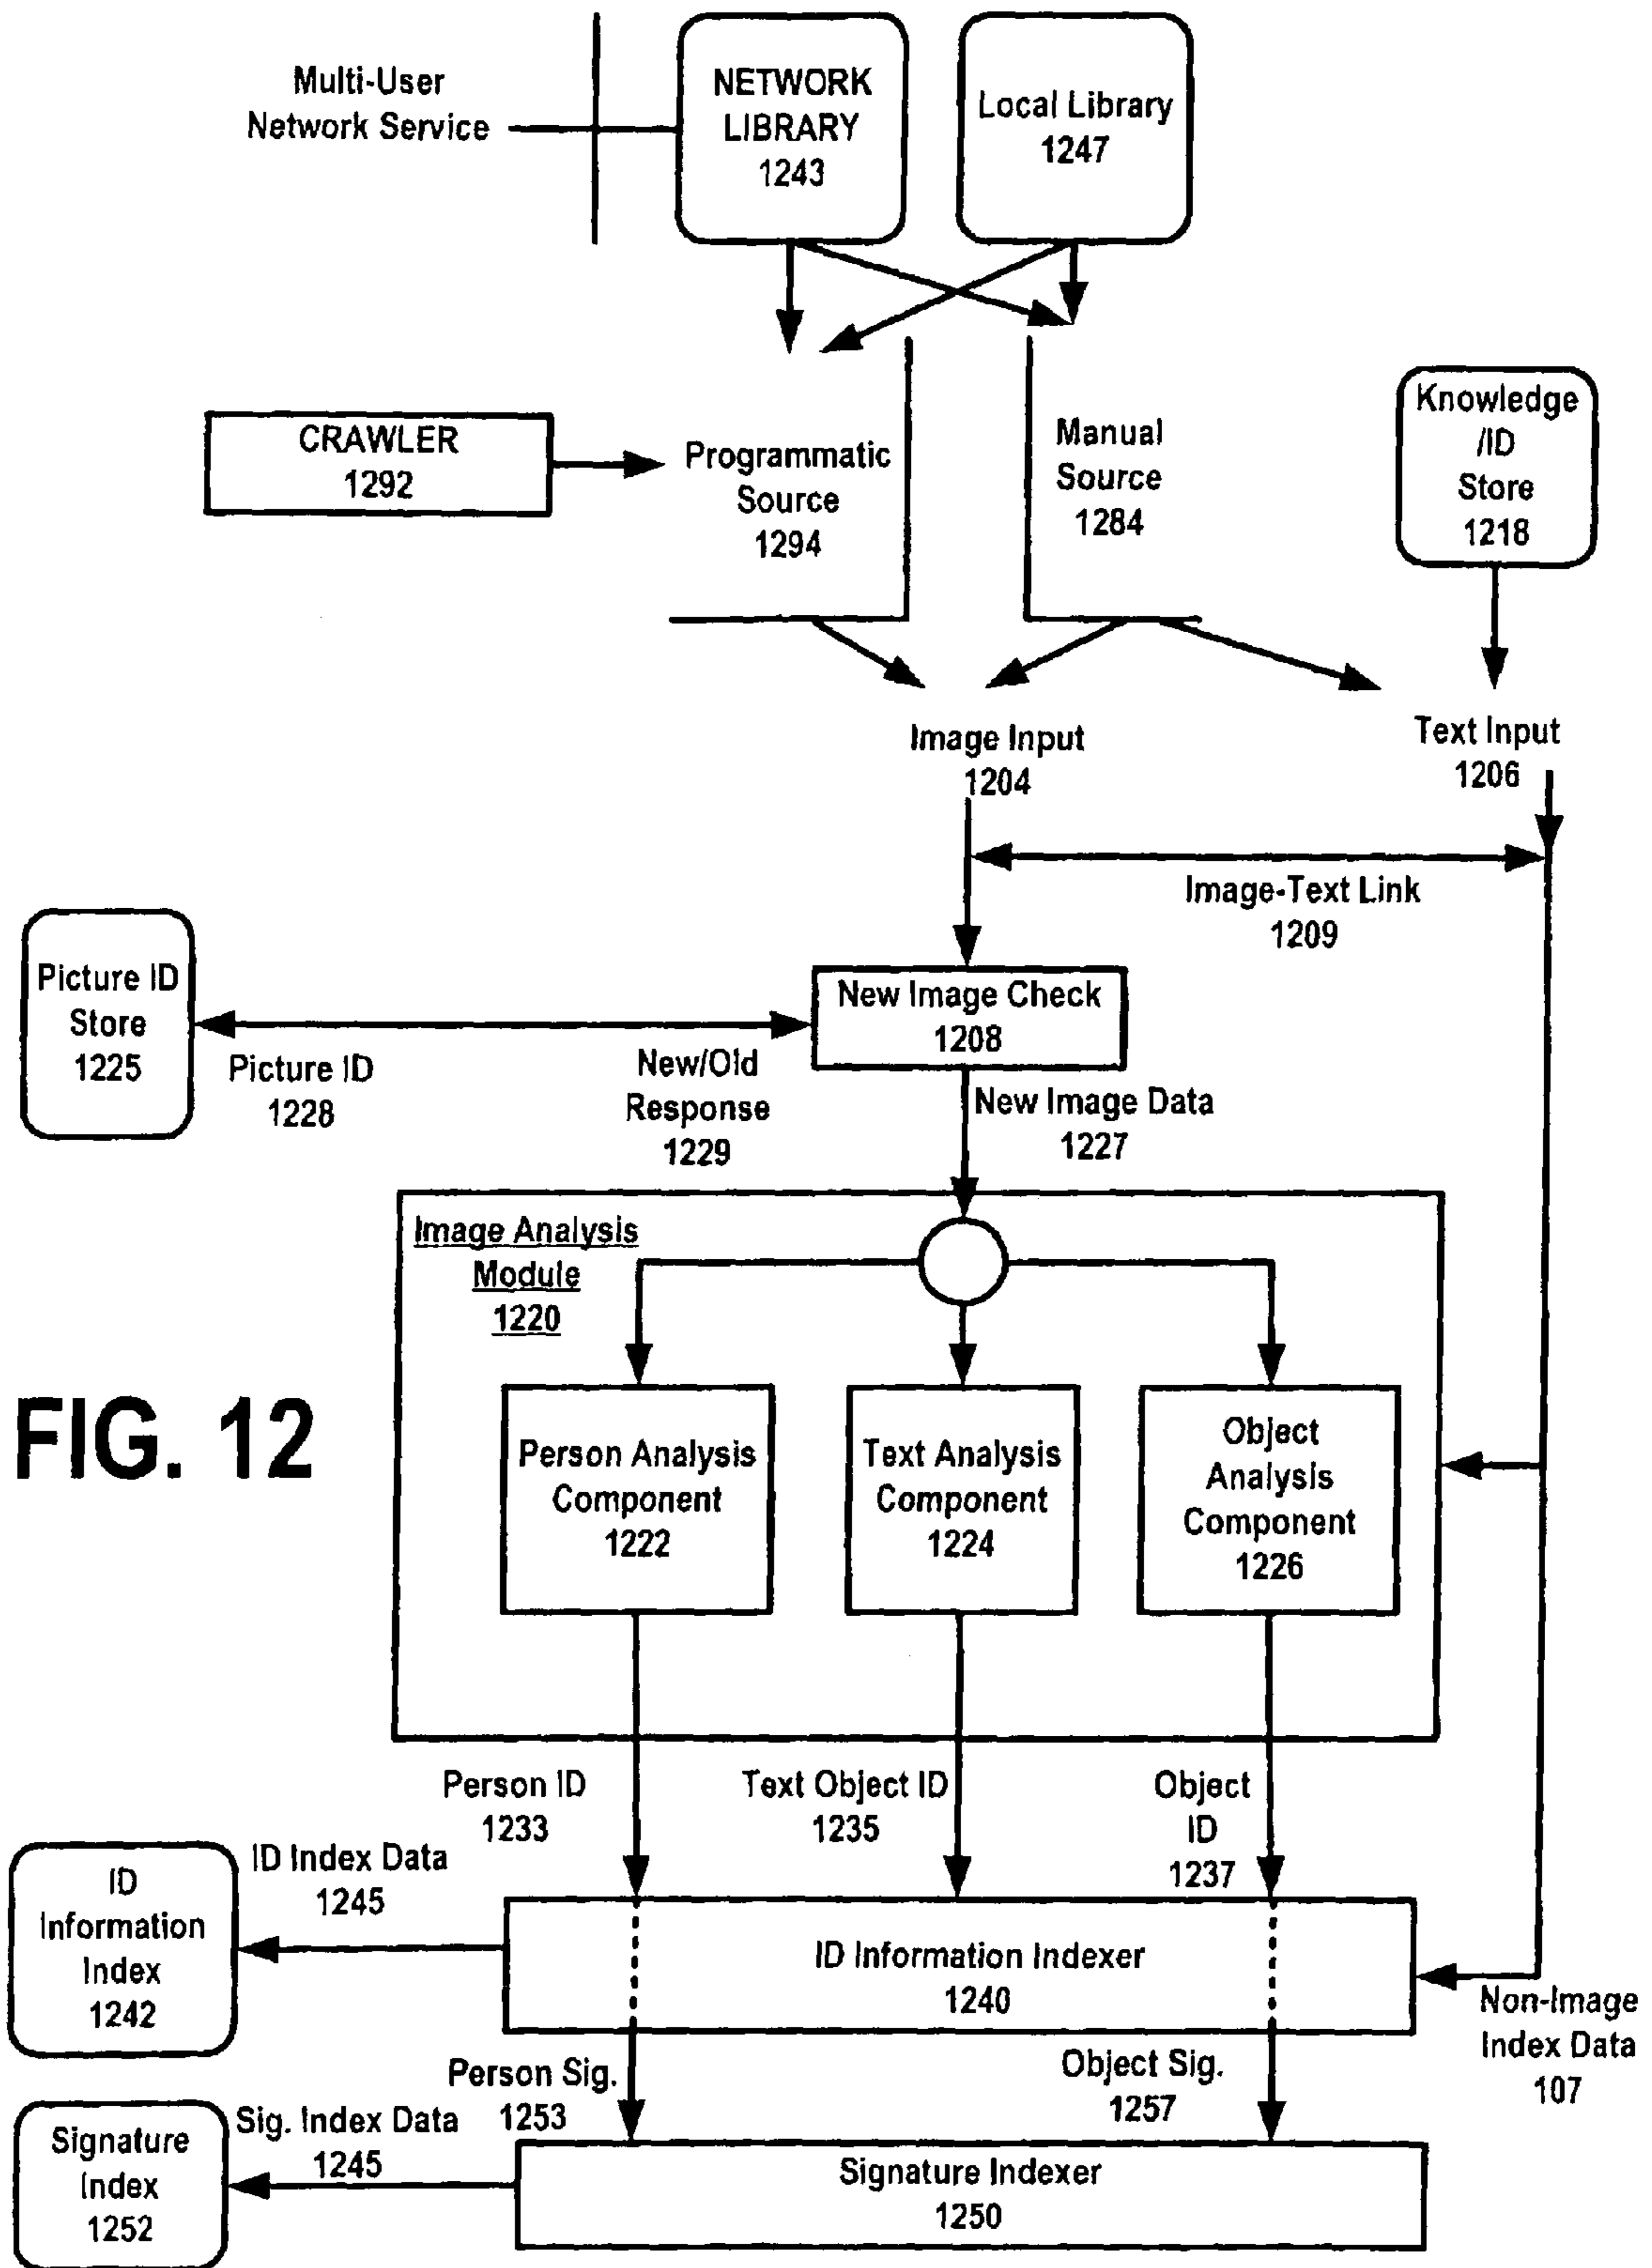 Multi-User
Network Service
NETWORK
LIBRARY
1243
Local Library
1247
CRAWLER
1292
Programmatic
Source
1294
Manual
Source
1284
Knowledge
/ID
Store
1218
Image Input
1204
Text Input
1206
Image-Text Link
1209
Picture ID
Store
1225
Picture ID
1228
New/Old
Response
1229
New Image Check
1208
New Image Data
1227
Image Analysis
Module
1220
FIG. 12
Person Analysis
Component
1222
Text Analysis
Component
1224
Object
Analysis
Component
1226
Person ID
1233
Text Object ID
1235
Object
ID
1237
ID
Information
Index
1242
ID Index Data
1245
ID Information Indexer
1240
Non-Image
Index Data
107
Person Sig.
1253
Object Sig.
1257
Signature
Index
1252
Sig. Index Data
1245
Signature Indexer
1250